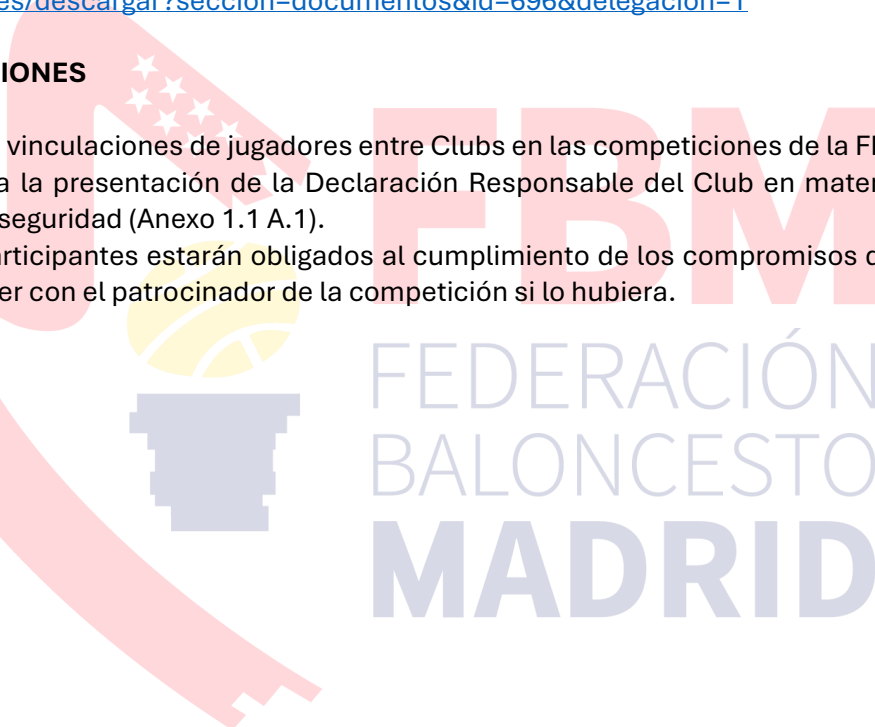 es/descargar?seccion=documentos&id=696&delegacion=1
IONES
vinculaciones de jugadores entre Clubs en las competiciones de la F
a la presentación de la Declaración Responsable del Club en mater
seguridad (Anexo 1.1 A.1).
articipantes estarán obligados al cumplimiento de los compromisos
er con el patrocinador de la competición si lo hubiera.
FBM
FEDERACIÓN
BALONCESTO
MADRID